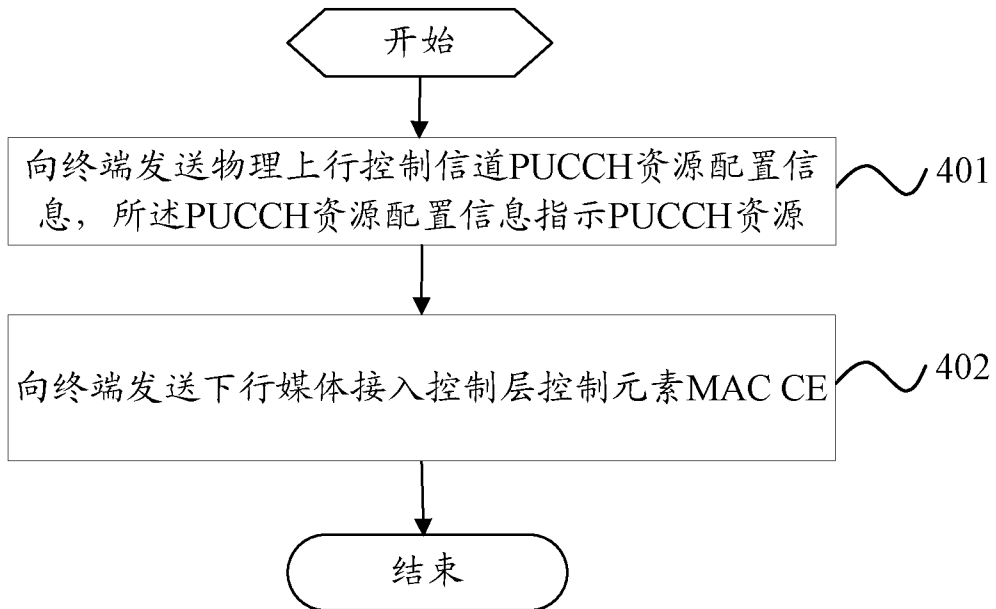 开始
向终端发送物理上行控制信道PUCCH资源配置信
息，所述PUCCH资源配置信息指示PUCCH资源
401
向终端发送下行媒体接入控制层控制元素MAC CE
402
结束